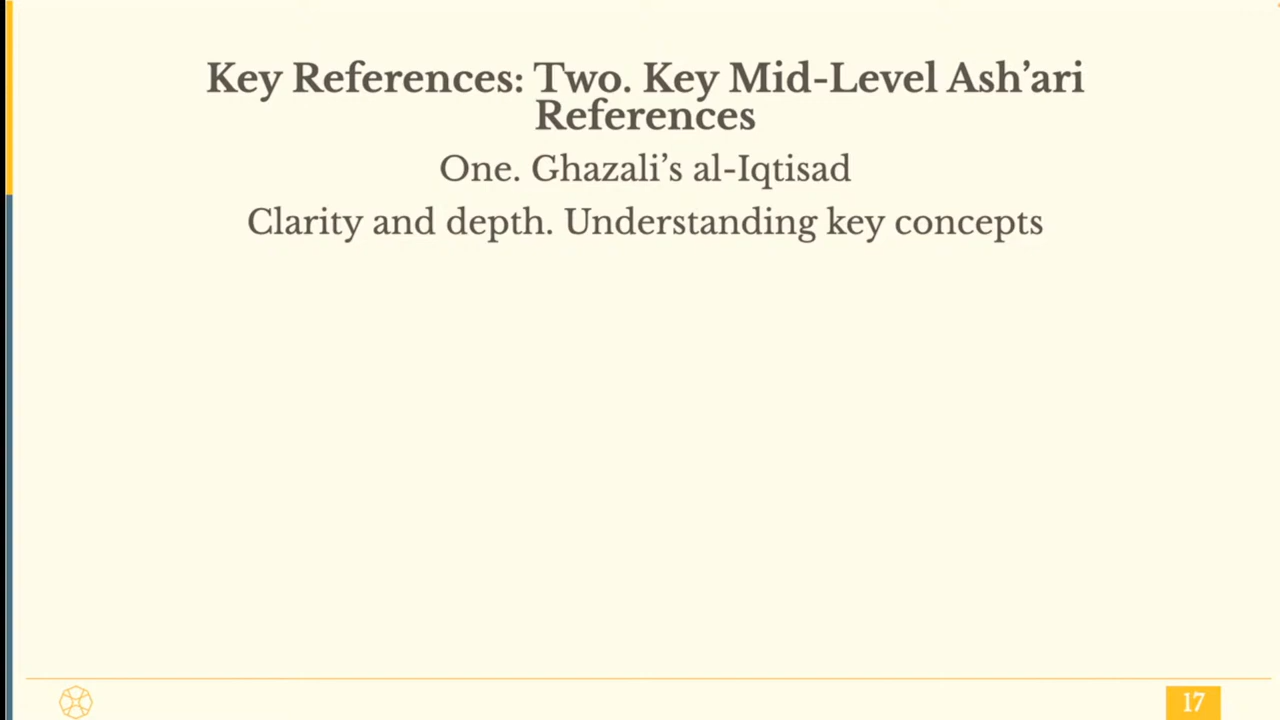 Key References: Two. Key Mid-Level Ash’ari
References
One. Ghazali’s al-Iqtisad
Clarity and depth. Understanding key concepts
17